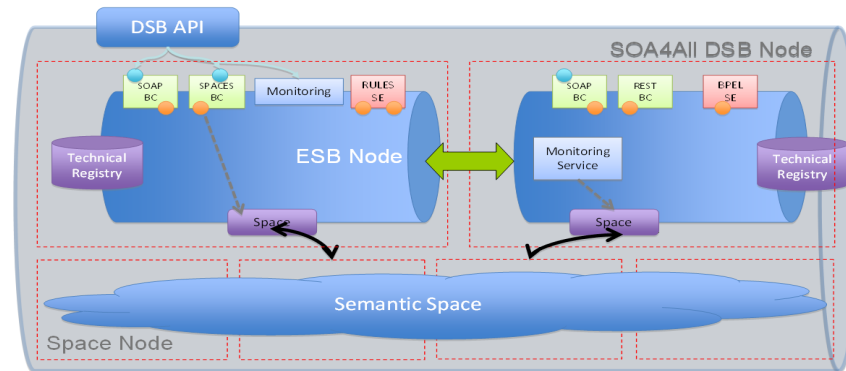 DSB API
SOA4All DSB Node
SOAP
BC
SPACES
BC
Monitoring
RULES
SE
SOAP
BC
REST
BC
BPEL
SE
Technical
Registry
ESB Node
Monitoring
Service
Technical
Registry
Space
Space
Semantic Space
Space Node